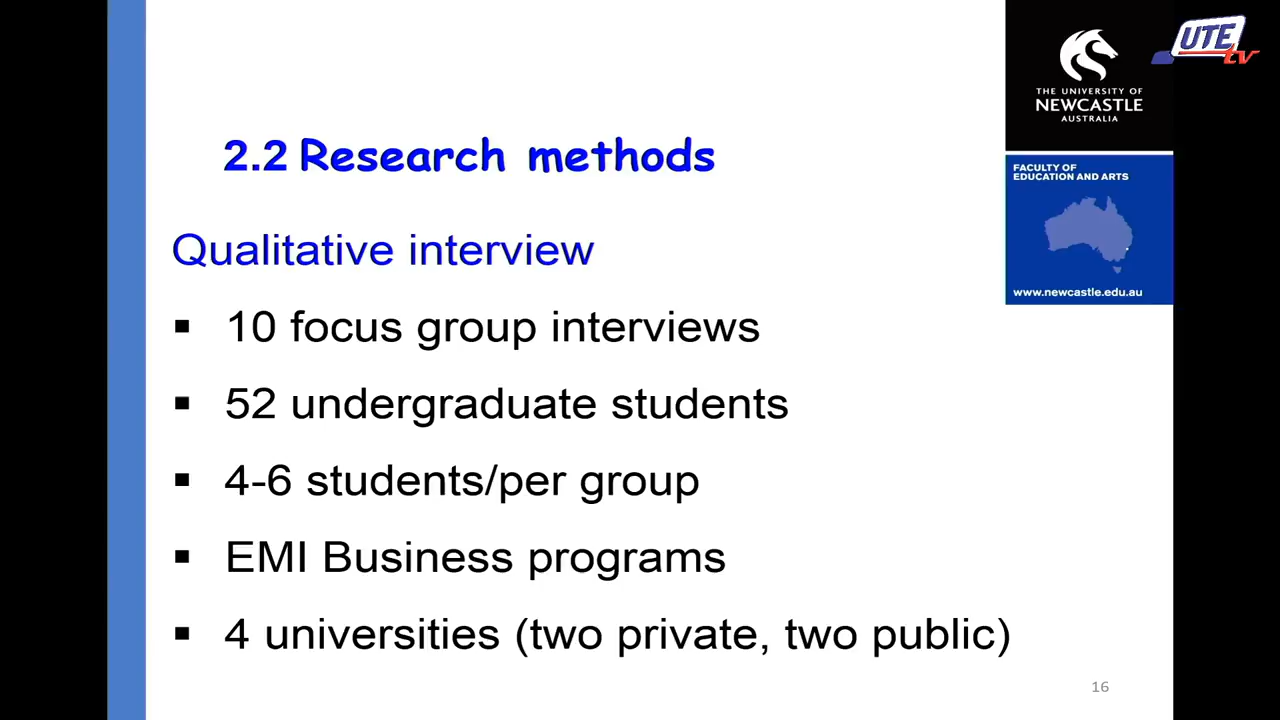 UTE
tv
THE UNIVERSITY OF
NEWCASTLE
AUSTRALIA
FACULTY OF
EDUCATION AND ARTS
www.newcastle.edu.au
2.2 Research methods
Qualitative interview
▪ 10 focus group interviews
▪ 52 undergraduate students
▪ 4-6 students/per group
▪ EMI Business programs
▪ 4 universities (two private, two public)
16